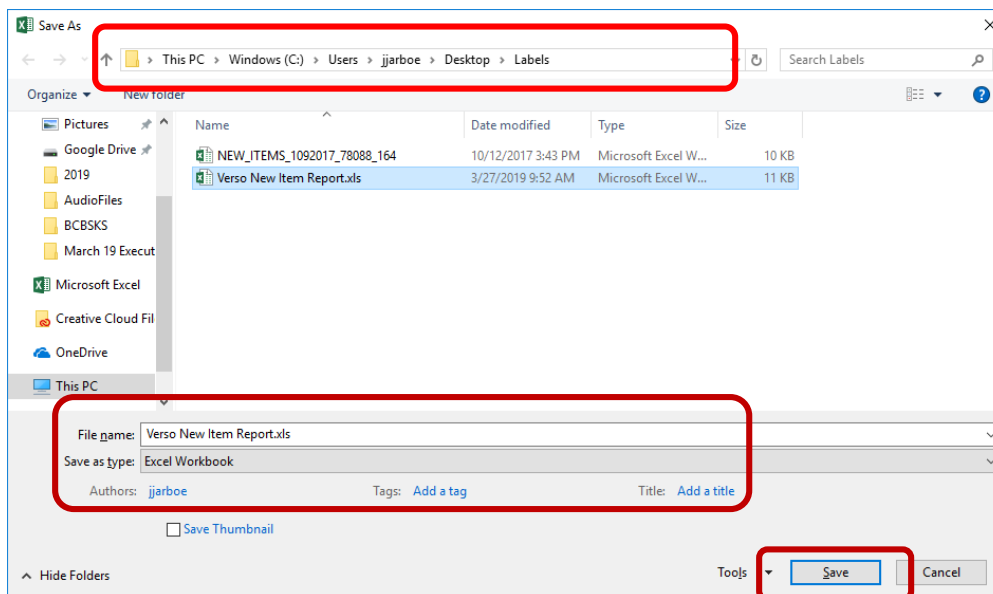 Save As
This PC > Windows (C:) > Users > jjarboe > Desktop > Labels
Search Labels
Organize
New folder
Name Date modified Type Size
Pictures
Google Drive
2019
AudioFiles
BCBSKS
March 19 Execut
Microsoft Excel
Creative Cloud Fil
OneDrive
This PC
NEW_ITEMS_1092017_78088_164 10/12/2017 3:43 PM Microsoft Excel W... 10 KB
Verso New Item Report.xls 3/27/2019 9:52 AM Microsoft Excel W... 11 KB
File name: Verso New Item Report.xls
Save as type: Excel Workbook
Authors: jjarboe Tags: Add a tag Title: Add a title
Save Thumbnail
Hide Folders Tools Save Cancel